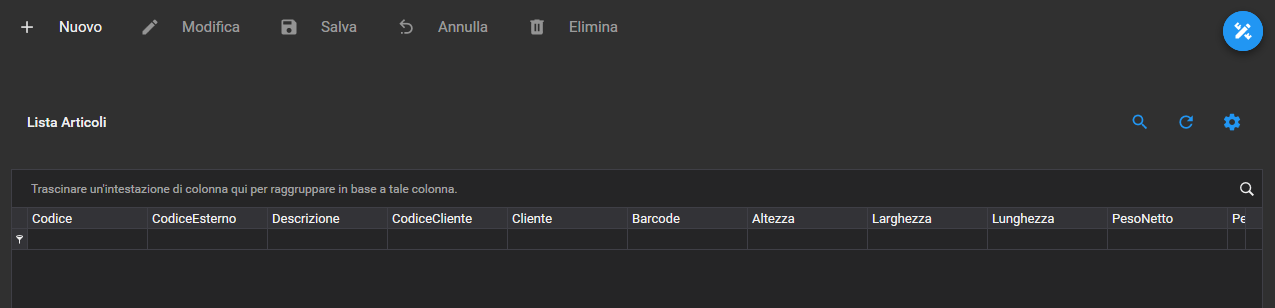 Nuovo Modifica Salva Annulla Elimina
Lista Articoli
Trascinare un'intestazione di colonna qui per raggruppare in base a tale colonna.
Codice CodiceEsterno Descrizione CodiceCliente Cliente Barcode Altezza Larghezza Lunghezza PesoNetto Pe